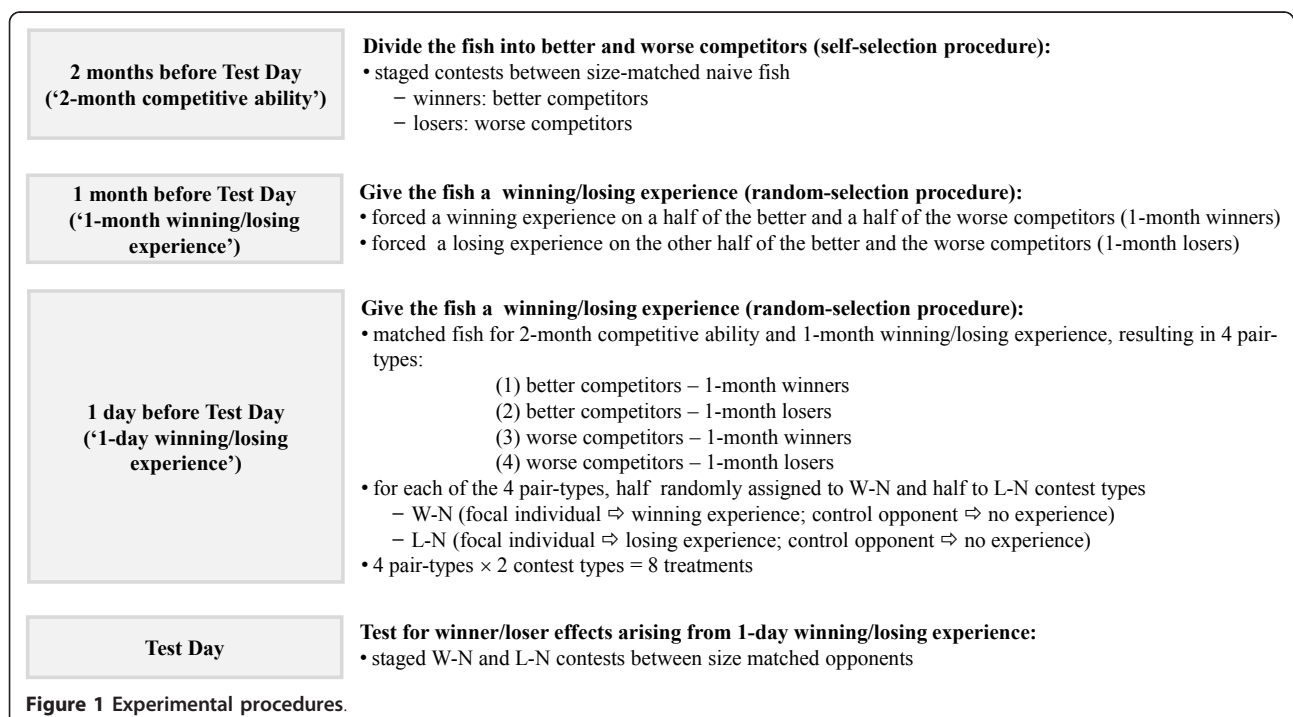 2 months before Test Day
(‘2-month competitive ability’)
Divide the fish into better and worse competitors (self-selection procedure):
• staged contests between size-matched naive fish
− winners: better competitors
− losers: worse competitors
1 month before Test Day
(‘1-month winning/losing
experience’)
Give the fish a winning/losing experience (random-selection procedure):
• forced a winning experience on a half of the better and a half of the worse competitors (1-month winners)
• forced a losing experience on the other half of the better and the worse competitors (1-month losers)
1 day before Test Day
(‘1-day winning/losing
experience’)
Give the fish a winning/losing experience (random-selection procedure):
• matched fish for 2-month competitive ability and 1-month winning/losing experience, resulting in 4 pair-
types:
(1) better competitors – 1-month winners
(2) better competitors – 1-month losers
(3) worse competitors – 1-month winners
(4) worse competitors – 1-month losers
• for each of the 4 pair-types, half randomly assigned to W-N and half to L-N contest types
− W-N (focal individual ⇨ winning experience; control opponent ⇨ no experience)
− L-N (focal individual ⇨ losing experience; control opponent ⇨ no experience)
• 4 pair-types × 2 contest types = 8 treatments
Test Day
Test for winner/loser effects arising from 1-day winning/losing experience:
• staged W-N and L-N contests between size matched opponents
Figure 1 Experimental procedures.